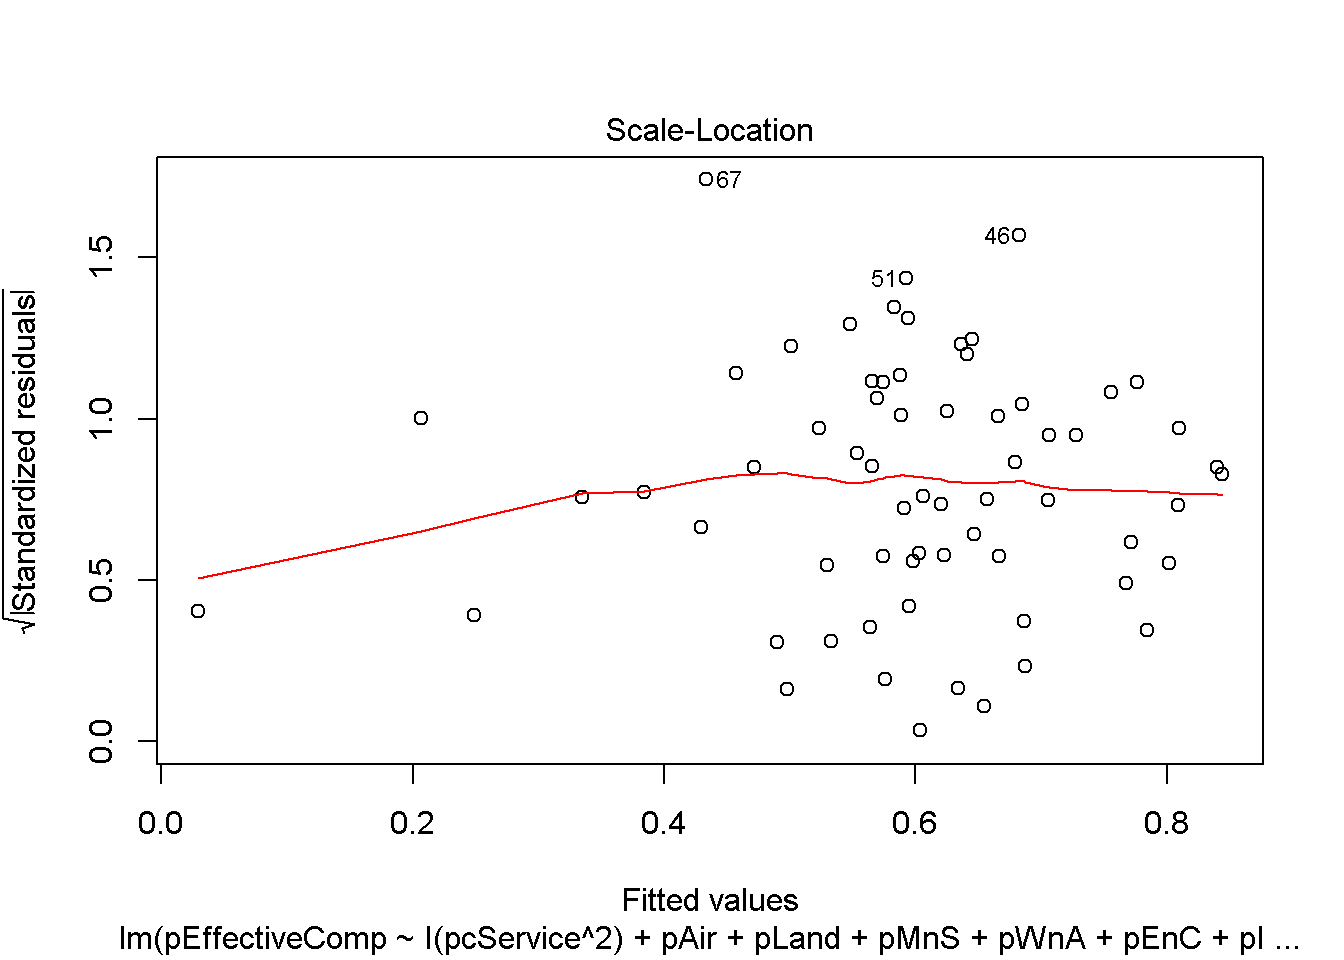 Scale-Location
67
46
51
1.5
1.0
0.5
0.0
√|Standardized residuals|
0.0 0.2 0.4 0.6 0.8
Fitted values
lm(pEffectiveComp ~ I(pcService^2) + pAir + pLand + pMnS + pWnA + pEnC + pI ...